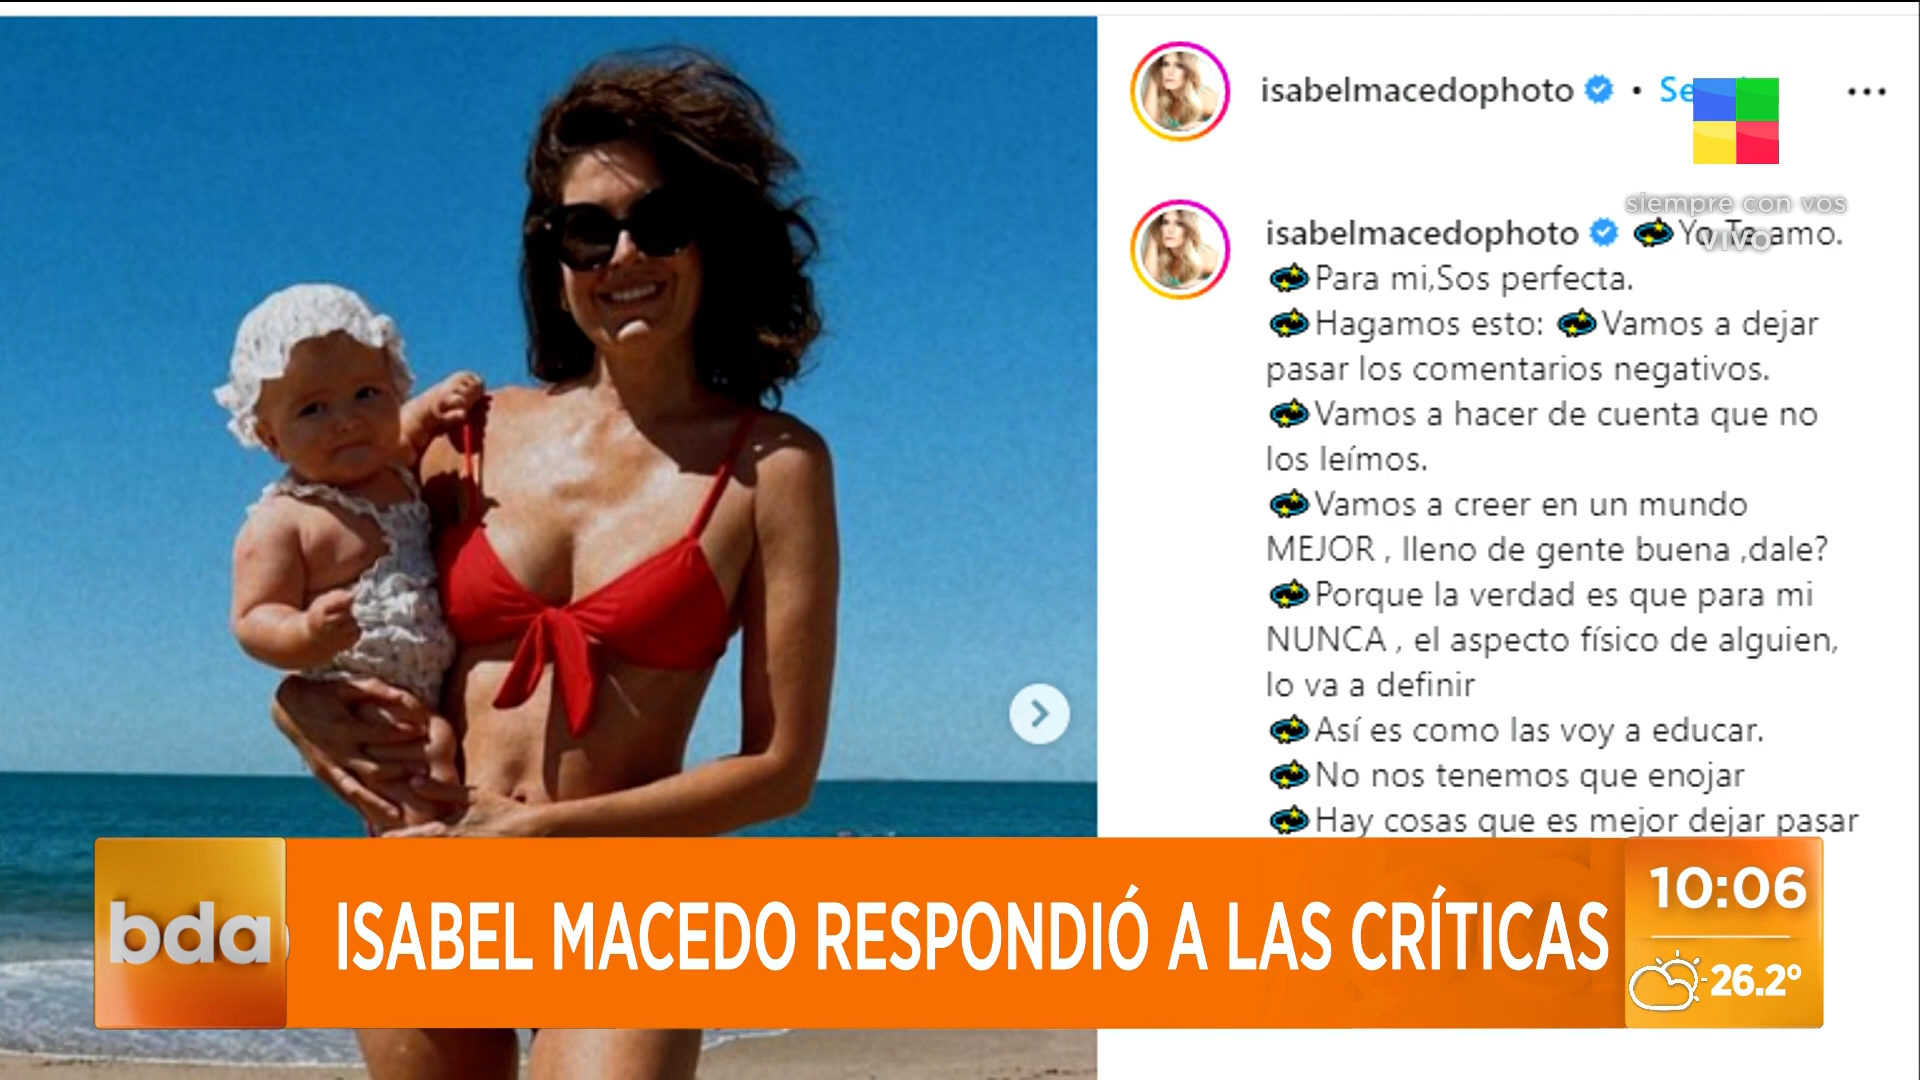 isabelmacedophoto •
siempre con vos
VIVO
isabelmacedophoto Yo Te amo.
Para mi,Sos perfecta.
Hagamos esto: Vamos a dejar
pasar los comentarios negativos.
Vamos a hacer de cuenta que no
los leímos.
Vamos a creer en un mundo
MEJOR , lleno de gente buena ,dale?
Porque la verdad es que para mi
NUNCA , el aspecto físico de alguien,
lo va a definir
Así es como las voy a educar.
No nos tenemos que enojar
Hay cosas que es mejor dejar pasar
bda
ISABEL MACEDO RESPONDIÓ A LAS CRÍTICAS
10:06
26.2º